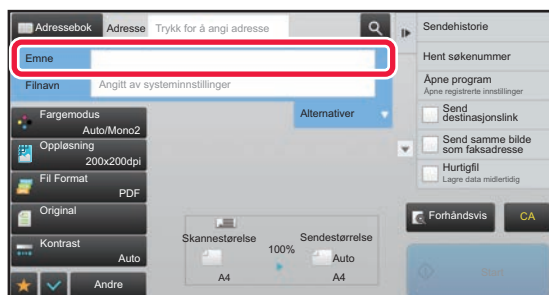 Adressebok
Adresse
Trykk for å angi adresse
Emne
Filnavn
Angitt av systeminnstillinger
Alternativer
Fargemodus
Auto/Mono2
Oppløsning
200x200dpi
Fil Format
PDF
Original
Kontrast
Auto
Andre
Skannestørelse
100%
Sendestørrelse
Auto
A4
A4
Sendehistorie
Hent søkenummer
Åpne program
Åpne registrerte innstillinger
Send
destinasjonslink
Send samme bilde
som faksadresse
Hurtigfil
Lagre data midlertidig
Forhåndsvis
CA
Start